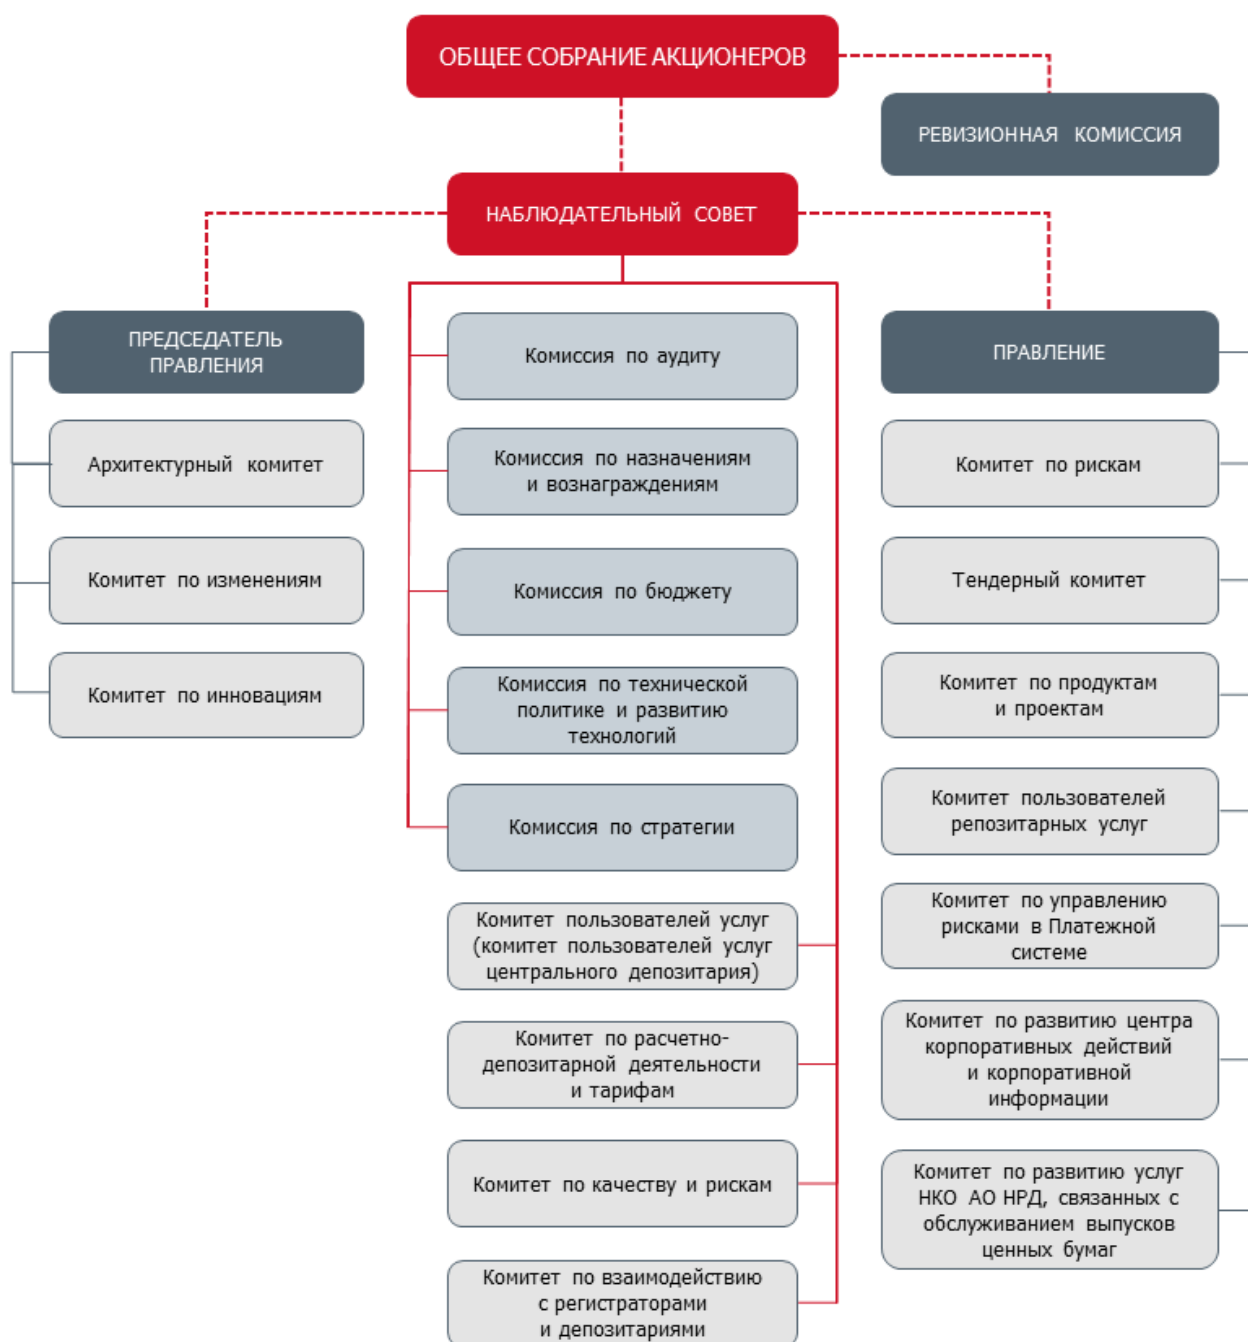 ОБЩЕЕ СОБРАНИЕ АКЦИОНЕРОВ
РЕВИЗИОННАЯ КОМИССИЯ
НАБЛЮДАТЕЛЬНЫЙ СОВЕТ
ПРЕДСЕДАТЕЛЬ
ПРАВЛЕНИЯ
Архитектурный комитет
Комитет по изменениям
Комитет по инновациям
Комиссия по аудиту
Комиссия по назначениям
и вознаграждениям
Комиссия по бюджету
Комиссия по технической
политике и развитию
технологий
Комиссия по стратегии
Комитет пользователей услуг
(комитет пользователей услуг
центрального депозитария)
Комитет по расчетно-
депозитарной деятельности
и тарифам
Комитет по качеству и рискам
Комитет по взаимодействию
с регистраторами
и депозитариями
ПРАВЛЕНИЕ
Комитет по рискам
Тендерный комитет
Комитет по продуктам
и проектам
Комитет пользователей
репозитарных услуг
Комитет по управлению
рисками в Платежной
системе
Комитет по развитию центра
корпоративных действий
и корпоративной
информации
Комитет по развитию услуг
НКО АО НРД, связанных с
обслуживанием выпусков
ценных бумаг